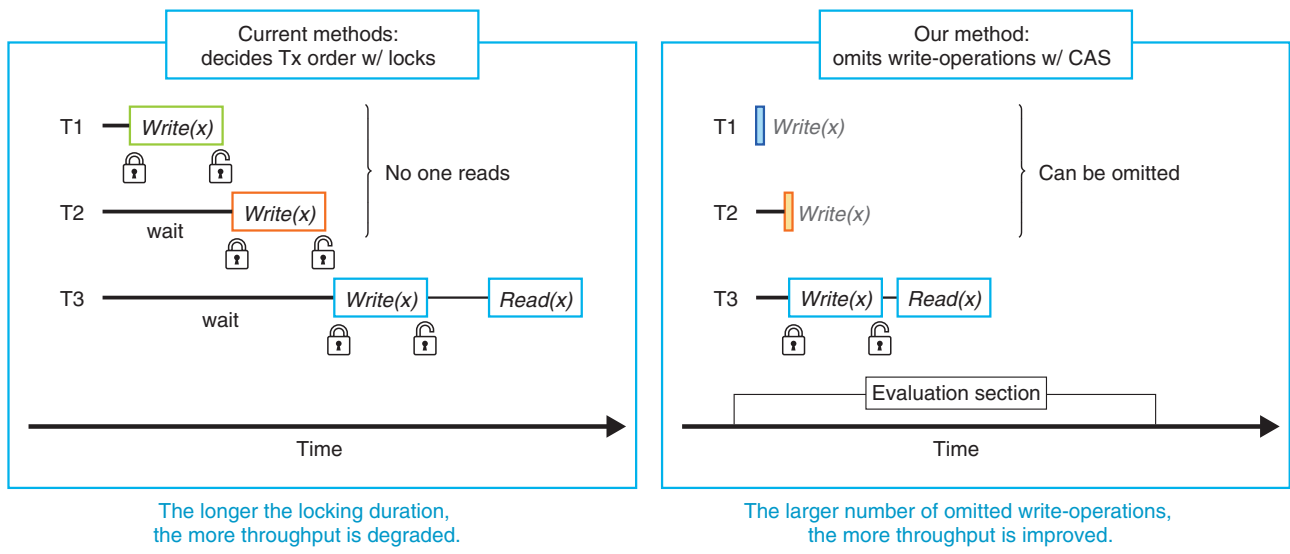 Current methods:
decides Tx order w/ locks
T1
Write(x)
No one reads
T2
wait
Write(x)
T3
wait
Write(x)
Read(x)
Time
The longer the locking duration,
the more throughput is degraded.
Our method:
omits write-operations w/ CAS
T1
Write(x)
Can be omitted
T2
Write(x)
T3
Write(x)
Read(x)
Evaluation section
Time
The larger number of omitted write-operations,
the more throughput is improved.